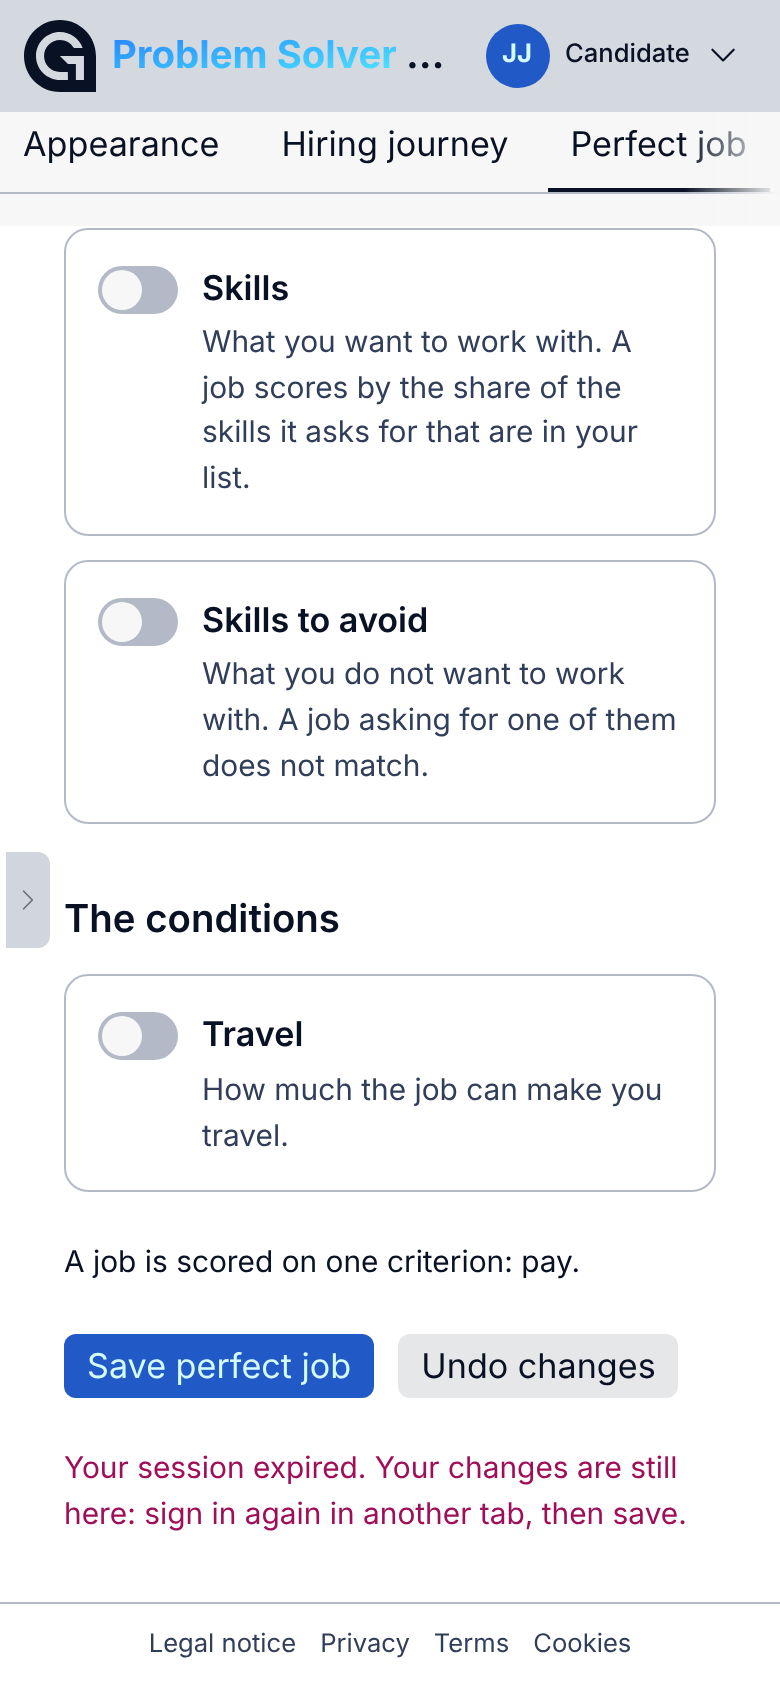 Problem Solver ...
JJ
Candidate
Appearance
Hiring journey
Perfect job
Skills
What you want to work with. A
job scores by the share of the
skills it asks for that are in your
list.
Skills to avoid
What you do not want to work
with. A job asking for one of them
does not match.
The conditions
Travel
How much the job can make you
travel.
A job is scored on one criterion: pay.
Save perfect job
Undo changes
Your session expired. Your changes are still
here: sign in again in another tab, then save.
Legal notice
Privacy
Terms
Cookies